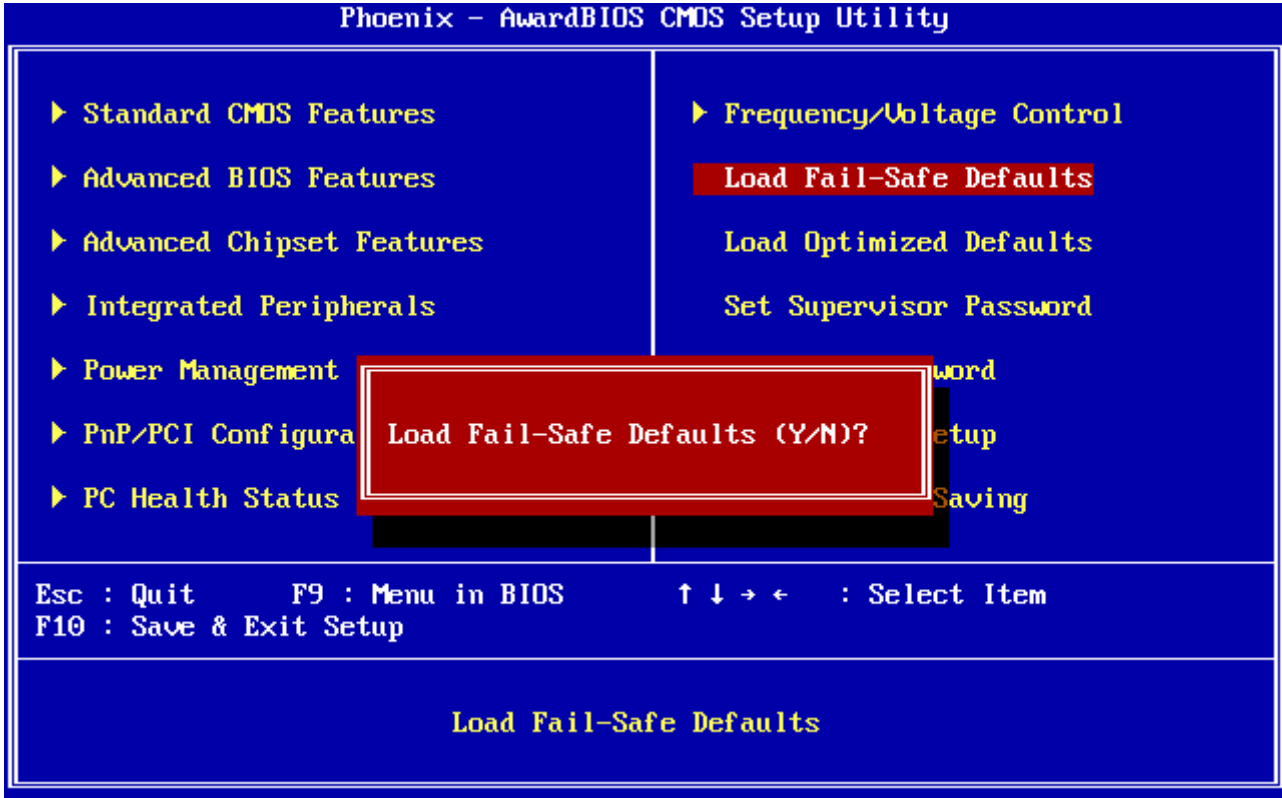 Phoenix - AwardBIOS CMOS Setup Utility
Standard CMOS Features
Advanced BIOS Features
Advanced Chipset Features
Integrated Peripherals
Power Management
PnP/PCI Configura
PC Health Status
Frequency/Voltage Control
Load Fail-Safe Defaults
Load Optimized Defaults
Set Supervisor Password
word
etup
Saving
Load Fail-Safe Defaults (Y/N)?
Esc : Quit F9 : Menu in BIOS ↑ ↓ → ← : Select Item
F10 : Save & Exit Setup
Load Fail-Safe Defaults